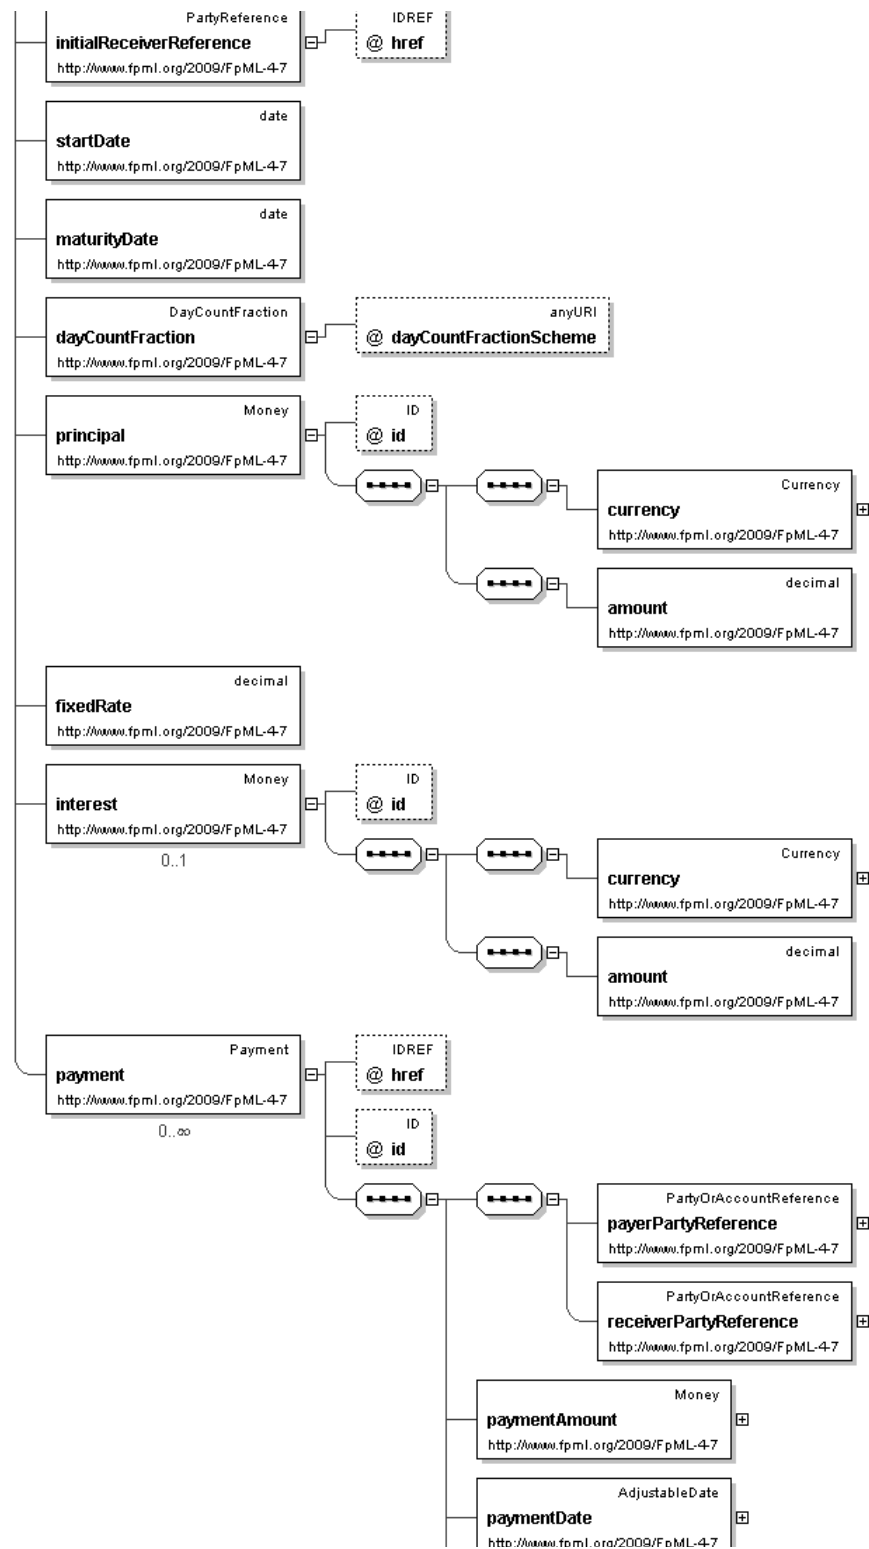 PartyReference
initialReceiverReference
http://www.fpml.org/2009/FpML-4-7
IDREF
@ href
date
startDate
http://www.fpml.org/2009/FpML-4-7
date
maturityDate
http://www.fpml.org/2009/FpML-4-7
DayCountFraction
dayCountFraction
http://www.fpml.org/2009/FpML-4-7
anyURI
@ dayCountFractionScheme
Money
principal
http://www.fpml.org/2009/FpML-4-7
ID
@ id
Currency
currency
http://www.fpml.org/2009/FpML-4-7
decimal
amount
http://www.fpml.org/2009/FpML-4-7
decimal
fixedRate
http://www.fpml.org/2009/FpML-4-7
Money
interest
http://www.fpml.org/2009/FpML-4-7
0..1
ID
@ id
Currency
currency
http://www.fpml.org/2009/FpML-4-7
decimal
amount
http://www.fpml.org/2009/FpML-4-7
Payment
payment
http://www.fpml.org/2009/FpML-4-7
0..∞
IDREF
@ href
ID
@ id
PartyOrAccountReference
payerPartyReference
http://www.fpml.org/2009/FpML-4-7
PartyOrAccountReference
receiverPartyReference
http://www.fpml.org/2009/FpML-4-7
Money
paymentAmount
http://www.fpml.org/2009/FpML-4-7
AdjustableDate
paymentDate
http://www.fpml.org/2009/FpML-4-7